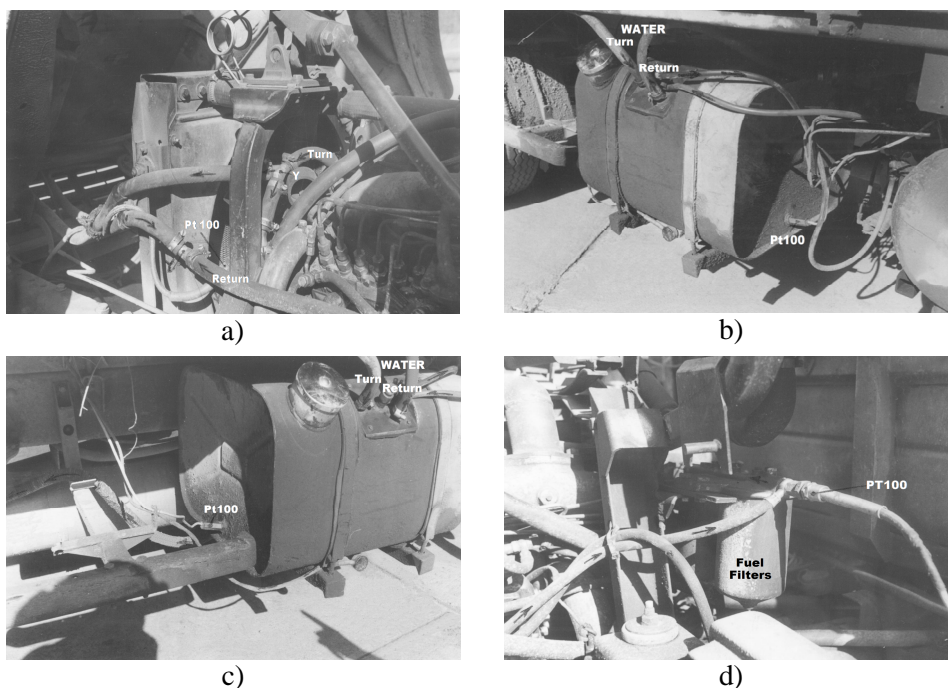 Turn
Y
Pt 100
Return
a)
WATER
Turn
Return
Pt100
b)
WATER
Turn
Return
Pt100
c)
PT100
Fuel
Filters
d)